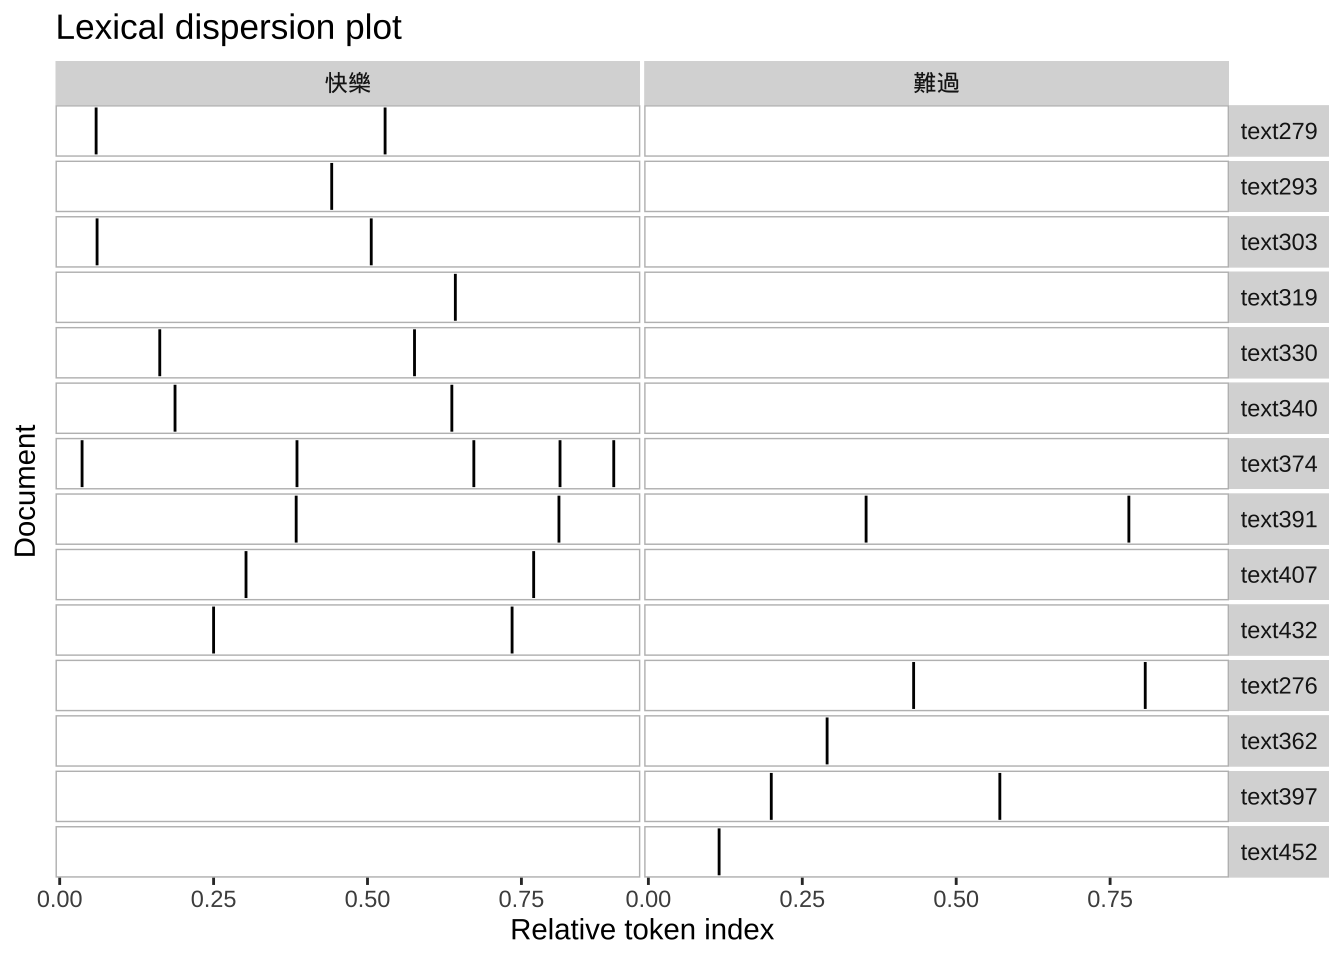 Lexical dispersion plot
快樂 難過
text279
text293
text303
text319
text330
text340
text374
text391
text407
text432
text276
text362
text397
text452
Document
0.00 0.25 0.50 0.75 0.00 0.25 0.50 0.75
Relative token index